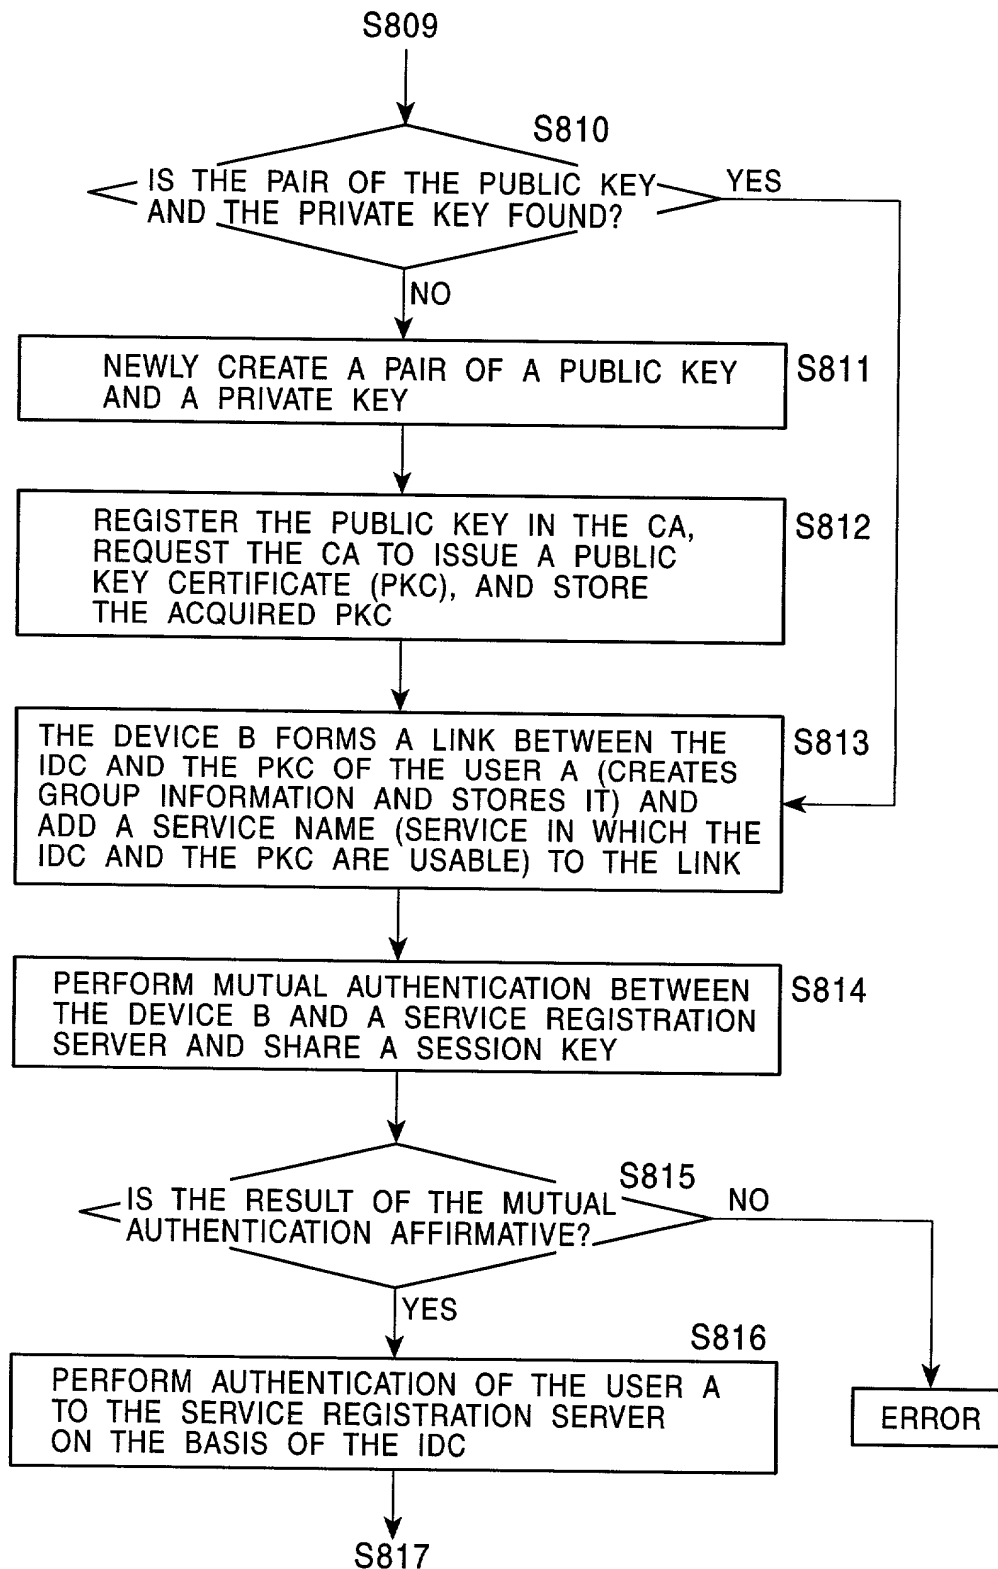 S809
S810
IS THE PAIR OF THE PUBLIC KEY
AND THE PRIVATE KEY FOUND?
YES
NO
NEWLY CREATE A PAIR OF A PUBLIC KEY
AND A PRIVATE KEY
S811
REGISTER THE PUBLIC KEY IN THE CA,
REQUEST THE CA TO ISSUE A PUBLIC
KEY CERTIFICATE (PKC), AND STORE
THE ACQUIRED PKC
S812
THE DEVICE B FORMS A LINK BETWEEN THE
IDC AND THE PKC OF THE USER A (CREATES
GROUP INFORMATION AND STORES IT) AND
ADD A SERVICE NAME (SERVICE IN WHICH THE
IDC AND THE PKC ARE USABLE) TO THE LINK
S813
PERFORM MUTUAL AUTHENTICATION BETWEEN
THE DEVICE B AND A SERVICE REGISTRATION
SERVER AND SHARE A SESSION KEY
S814
S815
IS THE RESULT OF THE MUTUAL
AUTHENTICATION AFFIRMATIVE?
NO
YES
S816
PERFORM AUTHENTICATION OF THE USER A
TO THE SERVICE REGISTRATION SERVER
ON THE BASIS OF THE IDC
ERROR
S817